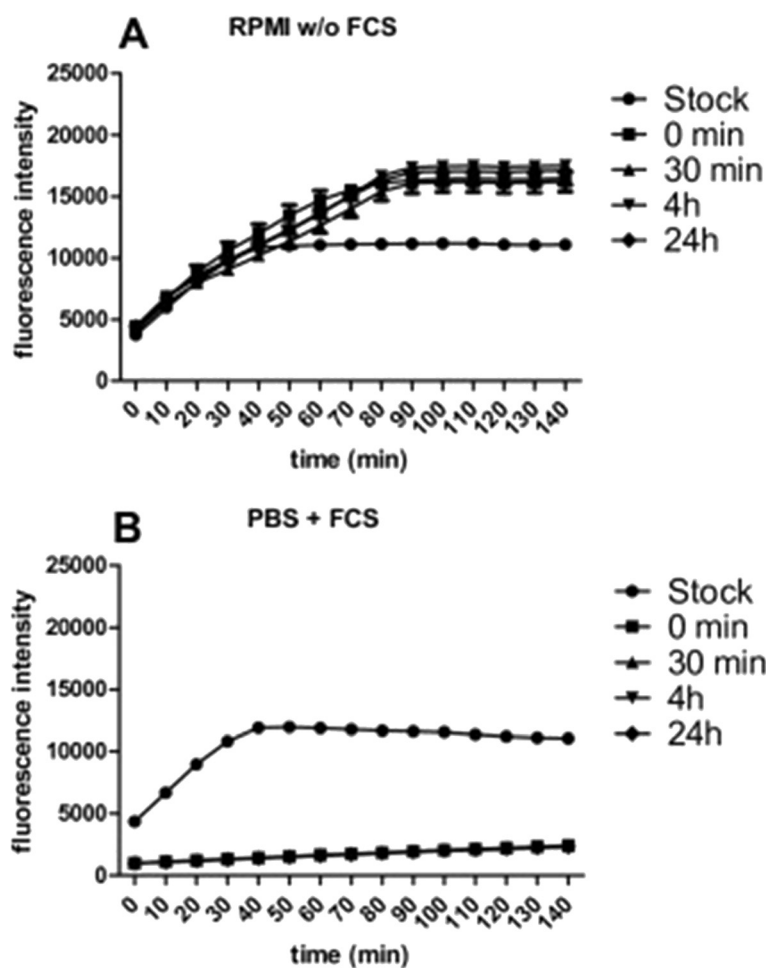 A
RPMI w/o FCS
25000
20000
15000
10000
5000
0
fluorescence intensity
0 10 20 30 40 50 60 70 80 90 100 110 120 130 140
time (min)
Stock
0 min
30 min
4h
24h
B
PBS + FCS
25000
20000
15000
10000
5000
0
fluorescence intensity
0 10 20 30 40 50 60 70 80 90 100 110 120 130 140
time (min)
Stock
0 min
30 min
4h
24h